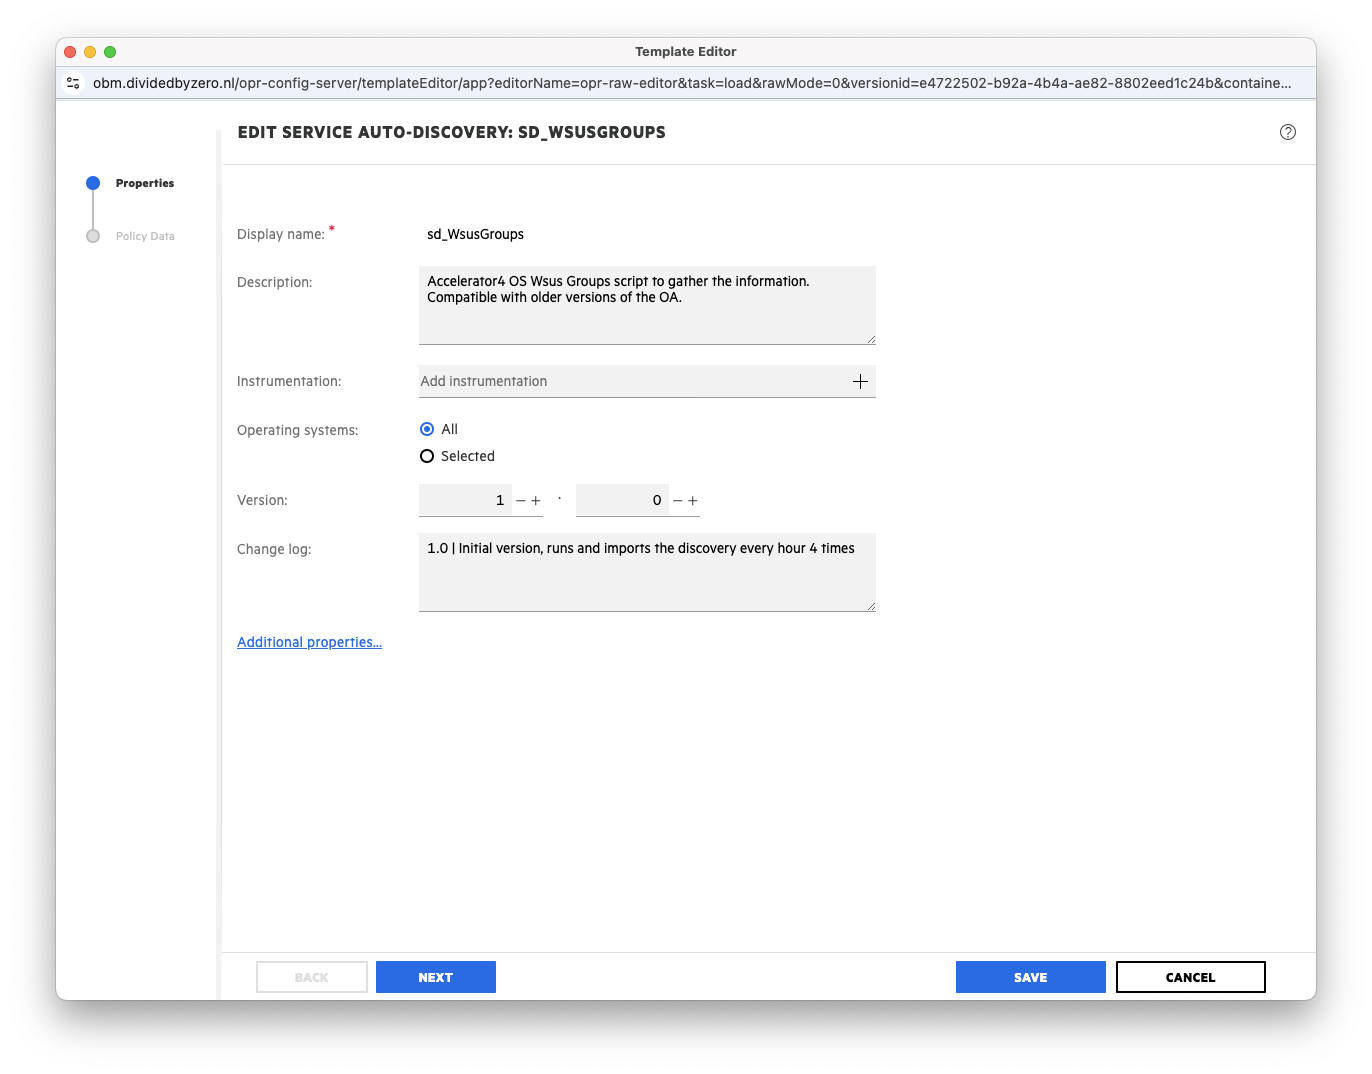 Template Editor
obm.dividedbyzero.nl/opr-config-server/templateEditor/app?editorName=opr-raw-editor&task=load&rawMode=0&versionid=e4722502-b92a-4b4a-ae82-8802eed1c24b&containe...
EDIT SERVICE AUTO-DISCOVERY: SD_WSUSGROUPS
?
Properties
Policy Data
Display name: *
sd_WsusGroups
Description:
Accelerator4 OS Wsus Groups script to gather the information.
Compatible with older versions of the OA.
Instrumentation:
Add instrumentation
Operating systems:
All
Selected
Version:
1 . 0
Change log:
1.0 | Initial version, runs and imports the discovery every hour 4 times
Additional properties...
BACK
NEXT
SAVE
CANCEL